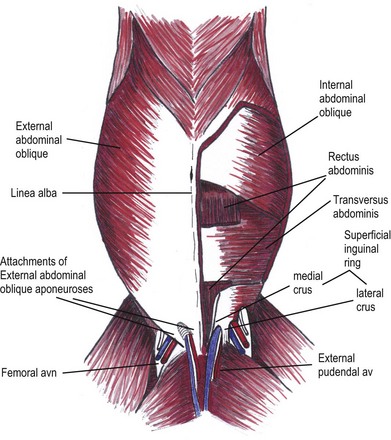 External
abdominal
oblique
Linea alba
Attachments of
External abdominal
oblique aponeuroses
Femoral avn
Internal
abdominal
oblique
Rectus
abdominis
Transversus
abdominis
Superficial
inguinal
ring
medial
crus
lateral
crus
External
pudendal av